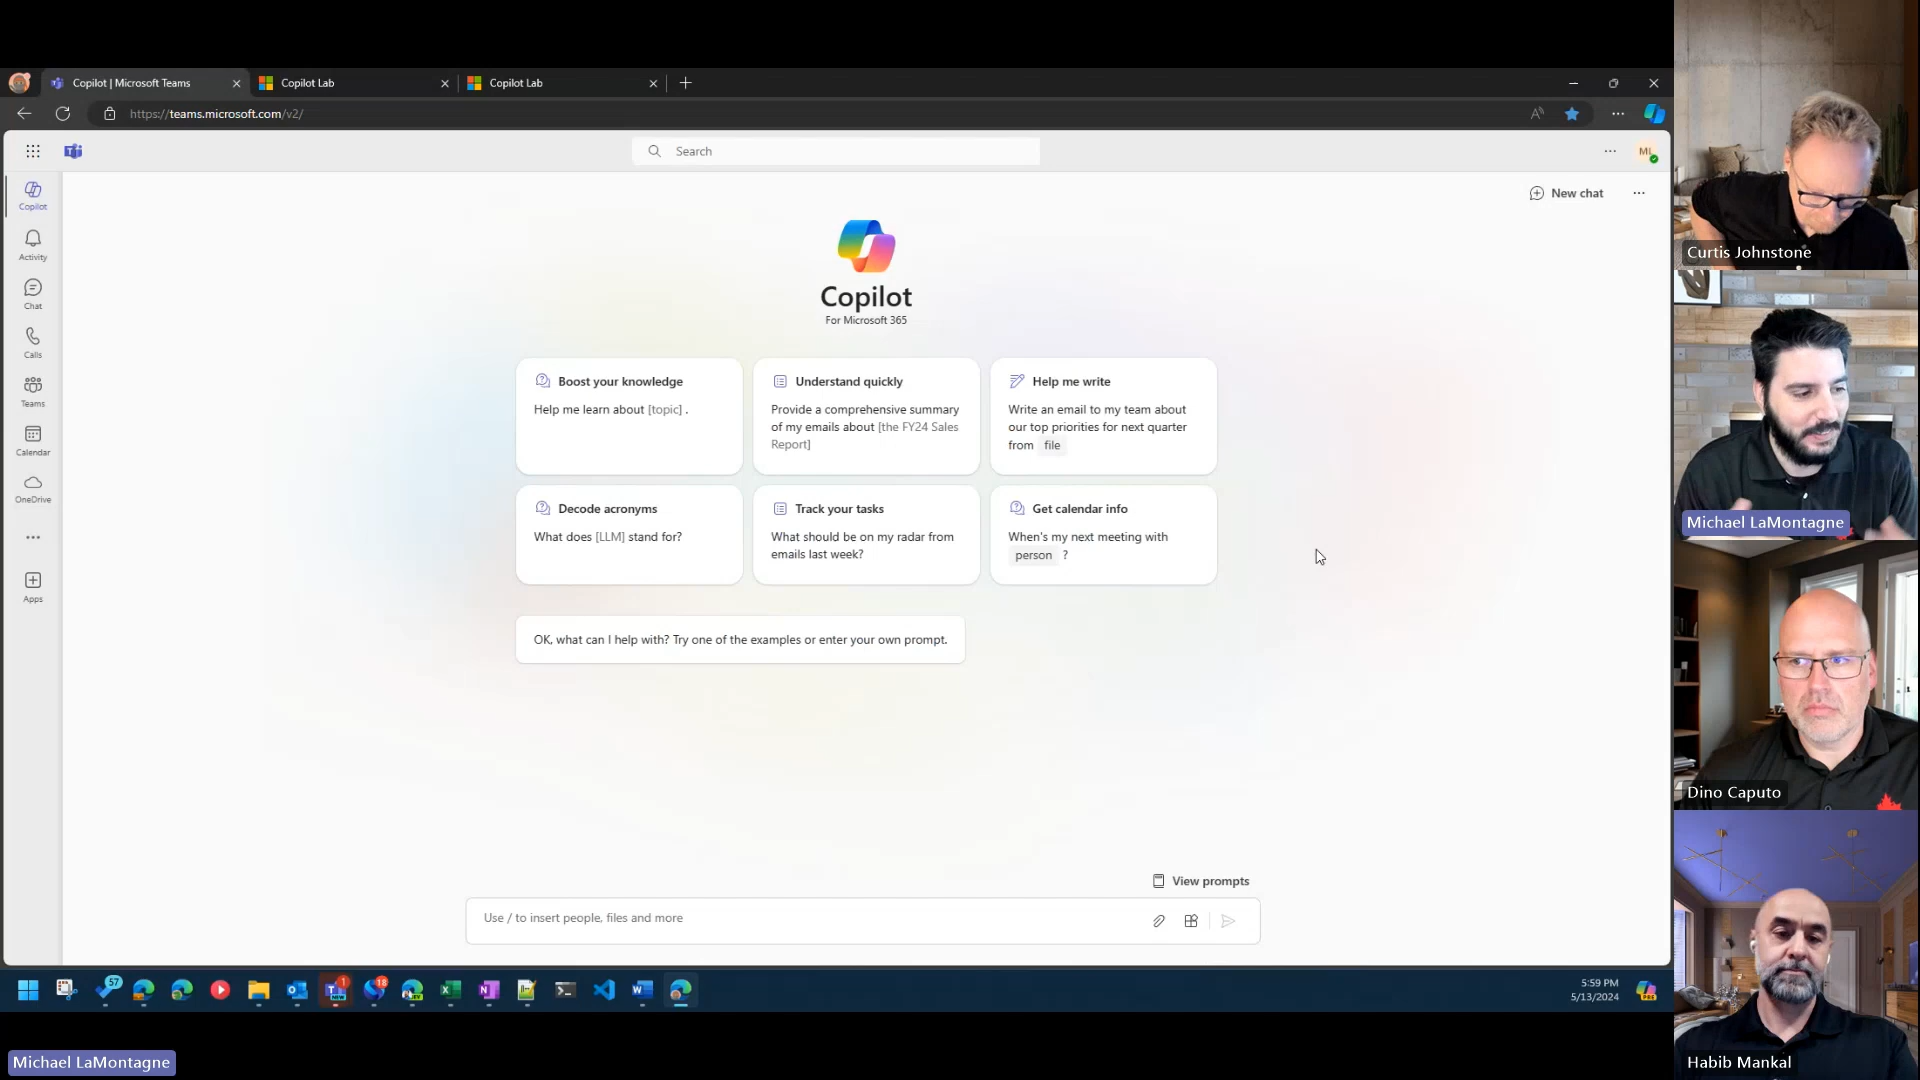 Copilot | Microsoft Teams
Copilot Lab
Copilot Lab
https://teams.microsoft.com/v2/
Search
ML
Copilot
Activity
Chat
Calls
Teams
Calendar
OneDrive
Apps
New chat
Copilot
For Microsoft 365
Boost your knowledge
Help me learn about [topic] .
Understand quickly
Provide a comprehensive summary
of my emails about [the FY24 Sales
Report]
Help me write
Write an email to my team about
our top priorities for next quarter
from file
Decode acronyms
What does [LLM] stand for?
Track your tasks
What should be on my radar from
emails last week?
Get calendar info
When's my next meeting with
person ?
OK, what can I help with? Try one of the examples or enter your own prompt.
View prompts
Use / to insert people, files and more
57
1
NEW
18
5:59 PM
5/13/2024
PRE
Michael LaMontagne
Curtis Johnstone
Michael LaMontagne
Dino Caputo
Habib Mankal